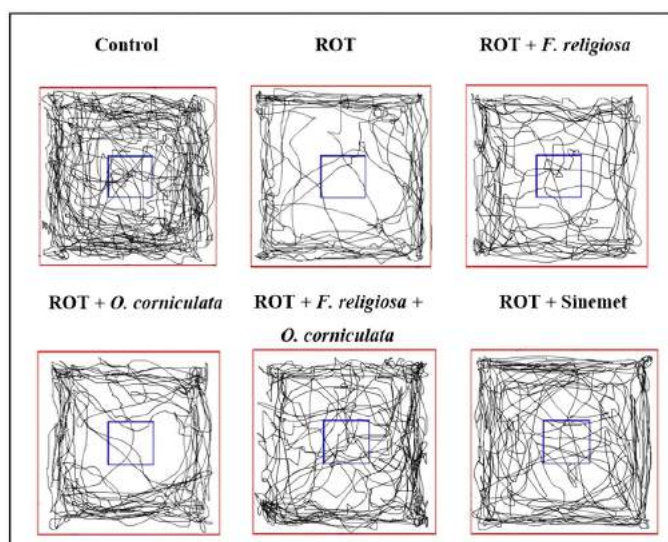 Control
ROT
ROT + F. religiosa
ROT + O. corniculata
ROT + F. religiosa +
O. corniculata
ROT + Sinemet